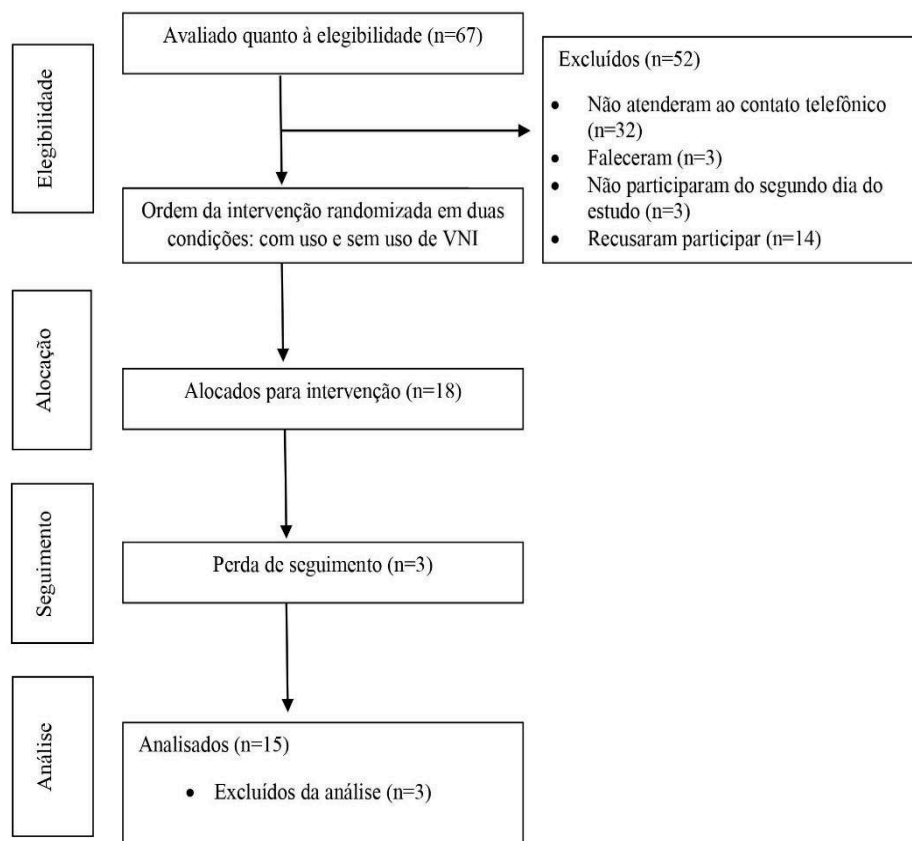 Elegibilidade
Avaliado quanto à elegibilidade (n=67)
Excluídos (n=52)
• Não atenderam ao contato telefônico
(n=32)
• Faleceram (n=3)
• Não participaram do segundo dia do
estudo (n=3)
• Recusaram participar (n=14)
Ordem da intervenção randomizada em duas
condições: com uso e sem uso de VNI
Alocação
Alocados para intervenção (n=18)
Seguimento
Perda de seguimento (n=3)
Análise
Analisados (n=15)
• Excluídos da análise (n=3)